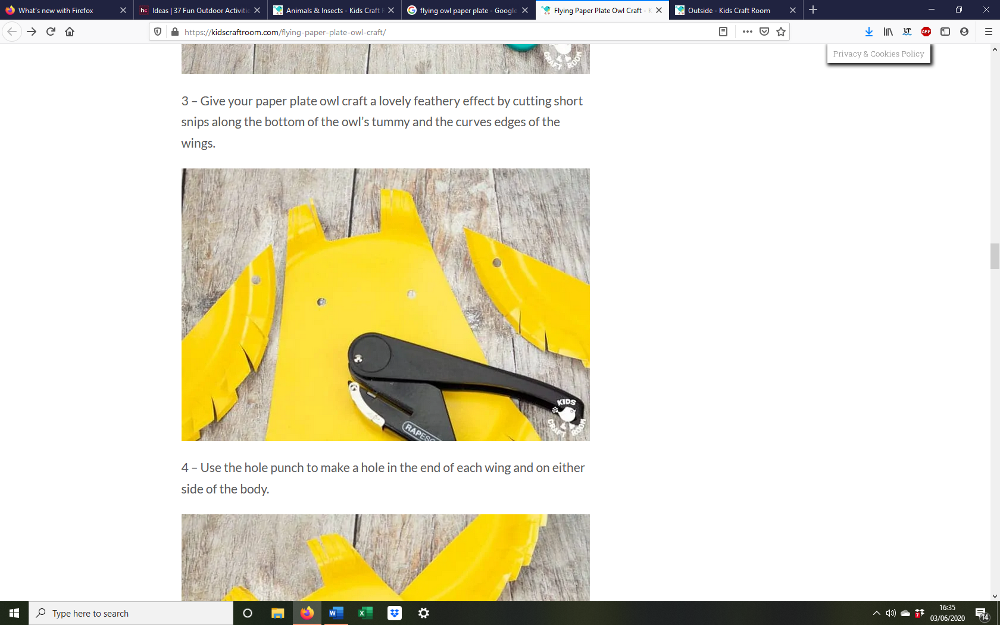 What's new with Firefox
Ideas | 37 Fun Outdoor Activitie
Animals & Insects - Kids Craft R
flying owl paper plate - Google
Flying Paper Plate Owl Craft - K
Outside - Kids Craft Room
https://kidscraftroom.com/flying-paper-plate-owl-craft/
Privacy & Cookies Policy
KIDS CRAFT ROOM
3 – Give your paper plate owl craft a lovely feathery effect by cutting short
snips along the bottom of the owl's tummy and the curves edges of the
wings.
RAPESC
KIDS CRAFT ROOM
4 – Use the hole punch to make a hole in the end of each wing and on either
side of the body.
Type here to search
16:35
03/06/2020
14